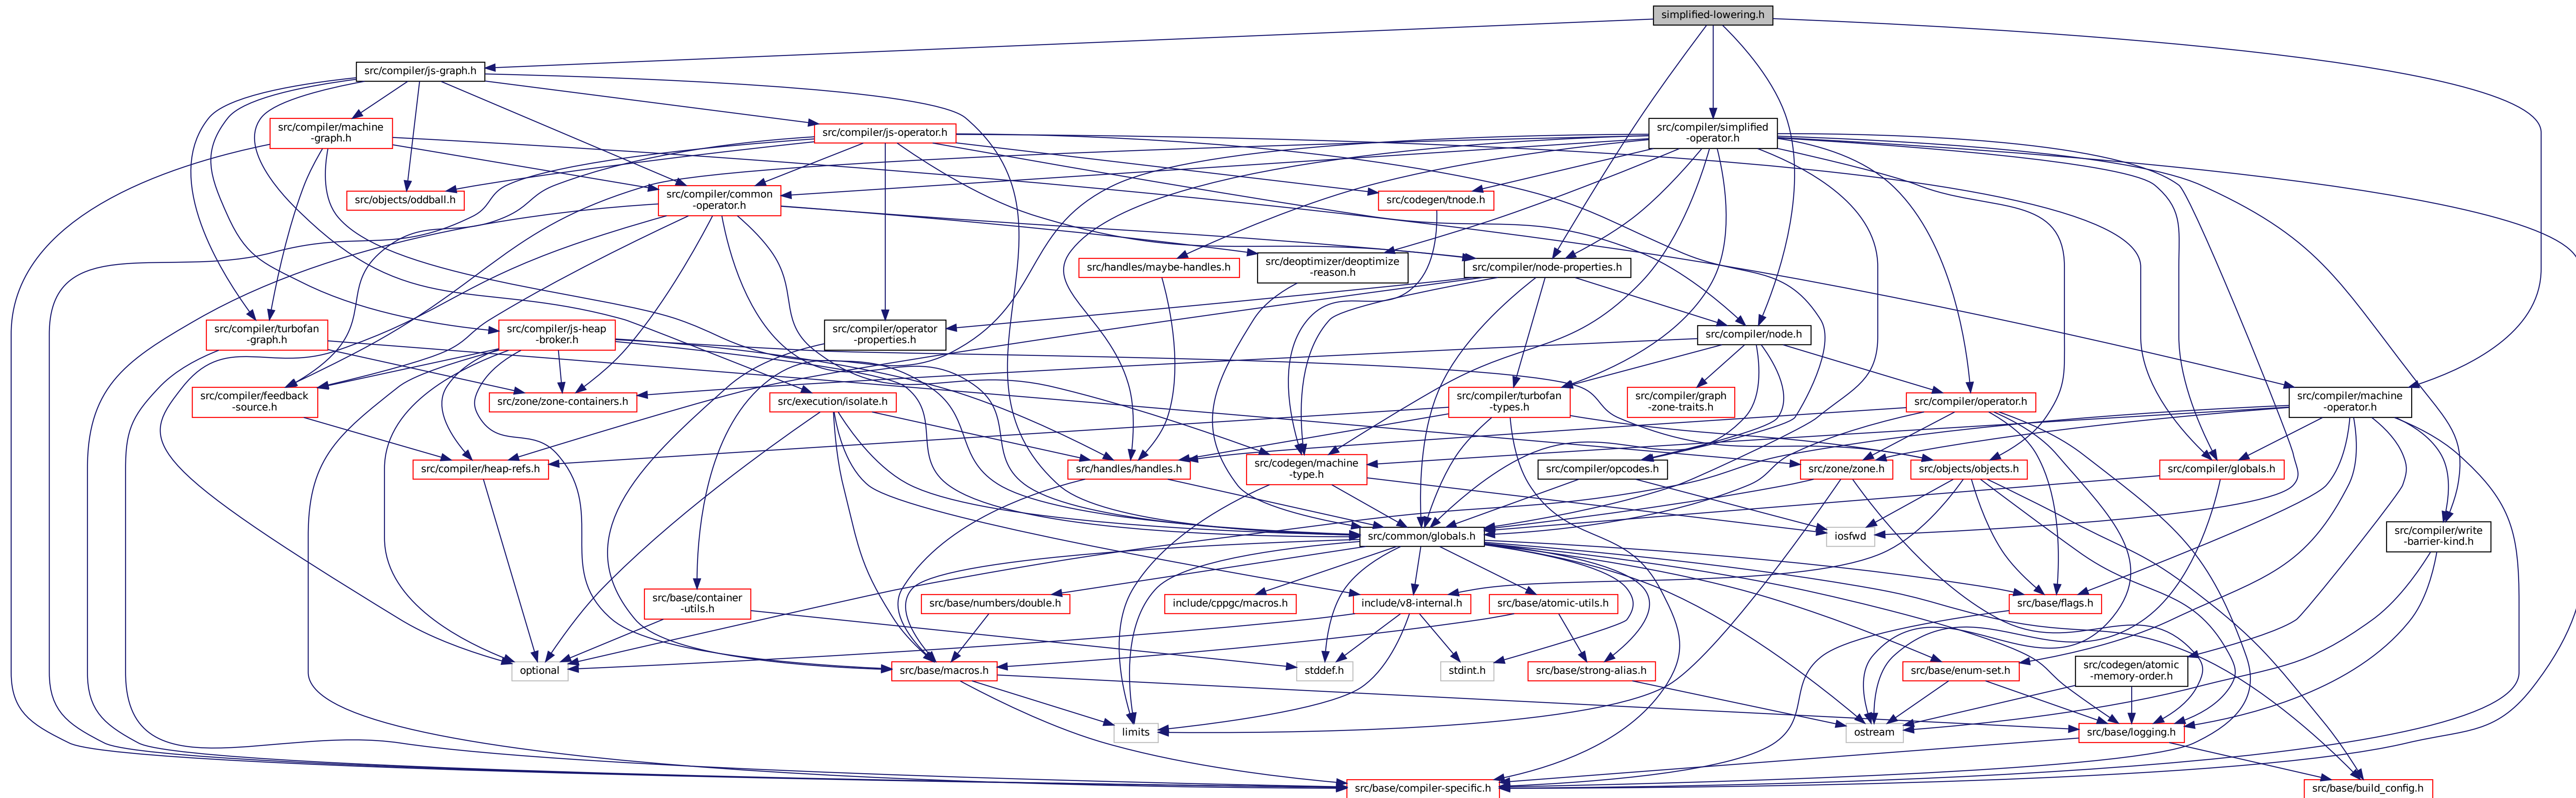 simplified-lowering.h
src/compiler/js-graph.h
src/compiler/machine
-graph.h
src/compiler/js-operator.h
src/compiler/simplified
-operator.h
src/objects/oddball.h
src/compiler/common
-operator.h
src/codegen/tnode.h
src/handles/maybe-handles.h
src/deoptimizer/deoptimize
-reason.h
src/compiler/node-properties.h
src/compiler/turbofan
-graph.h
src/compiler/js-heap
-broker.h
src/compiler/operator
-properties.h
src/compiler/node.h
src/compiler/feedback
-source.h
src/zone/zone-containers.h
src/execution/isolate.h
src/compiler/turbofan
-types.h
src/compiler/graph
-zone-traits.h
src/compiler/operator.h
src/compiler/machine
-operator.h
src/compiler/heap-refs.h
src/handles/handles.h
src/codegen/machine
-type.h
src/compiler/opcodes.h
src/zone/zone.h
src/objects/objects.h
src/compiler/globals.h
src/common/globals.h
iosfwd
src/compiler/write
-barrier-kind.h
src/base/container
-utils.h
src/base/numbers/double.h
include/cppgc/macros.h
include/v8-internal.h
src/base/atomic-utils.h
src/base/flags.h
optional
src/base/macros.h
stddef.h
stdint.h
src/base/strong-alias.h
src/base/enum-set.h
src/codegen/atomic
-memory-order.h
limits
ostream
src/base/logging.h
src/base/compiler-specific.h
src/base/build_config.h